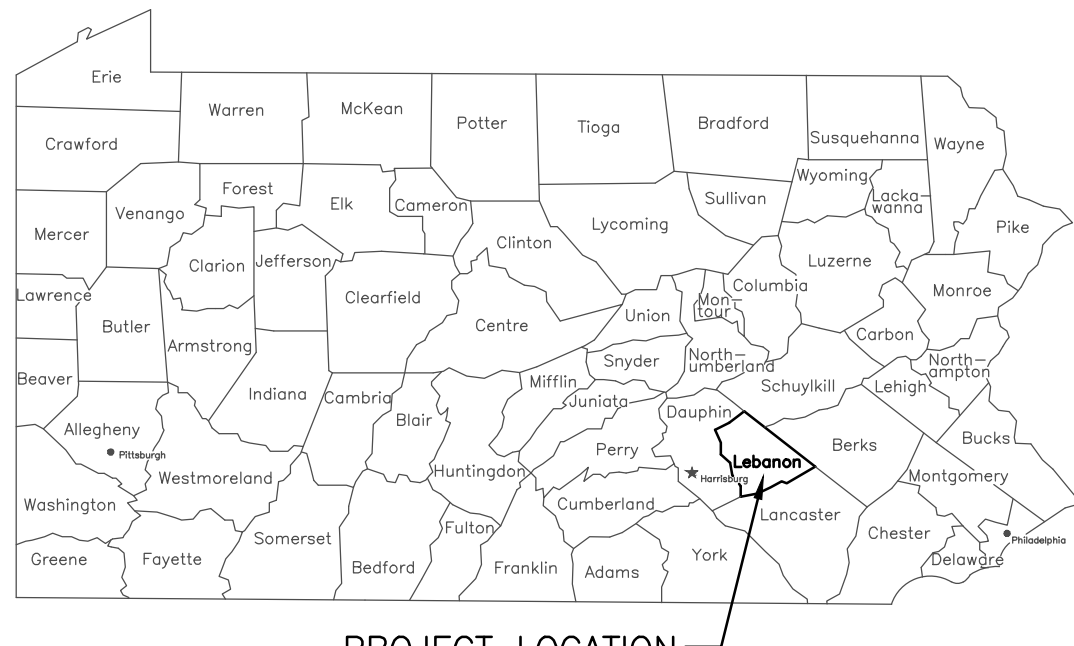 Erie
Warren
McKean
Potter
Tioga
Bradford
Susquehanna
Wayne
Crawford
Forest
Elk
Cameron
Sullivan
Wyoming
Lacka-
wanna
Pike
Venango
Mercer
Clarion
Jefferson
Clinton
Lycoming
Luzerne
Lawrence
Butler
Clearfield
Centre
Union
Mon-
tour
Columbia
Monroe
Armstrong
Carbon
Beaver
Indiana
Cambria
Blair
Mifflin
Snyder
North-
umberland
Schuylkill
Lehigh
North-
ampton
Juniata
Dauphin
Allegheny
Pittsburgh
Westmoreland
Huntingdon
Perry
Harrisburg
Lebanon
Berks
Bucks
Montgomery
Washington
Cumberland
Lancaster
Greene
Fayette
Somerset
Bedford
Fulton
Franklin
Adams
York
Chester
Delaware
Philadelphia
PROJECT LOCATION